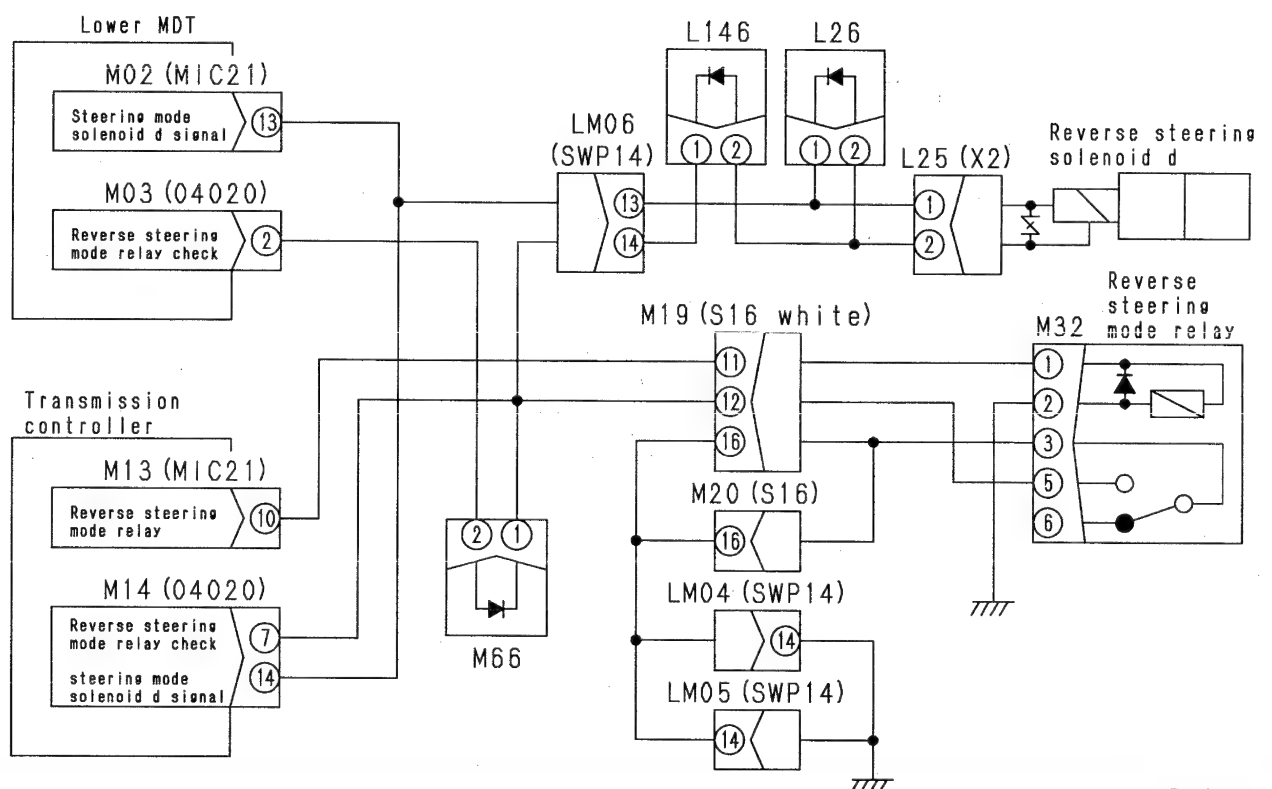 Lower MDT
M02 (MIC21)
Steering mode
solenoid d signal
13
M03 (04020)
Reverse steering
mode relay check
2
LM06
(SWP14)
13
14
L146
1 2
L26
1 2
L25 (X2)
1
2
Reverse steering
solenoid d
M19 (S16 white)
11
12
16
Reverse
steering
mode relay
M32
1
2
3
5
6
Transmission
controller
M13 (MIC21)
Reverse steering
mode relay
10
M14 (04020)
Reverse steering
mode relay check
7
steering mode
solenoid d signal
14
2 1
M66
M20 (S16)
16
LM04 (SWP14)
14
LM05 (SWP14)
14